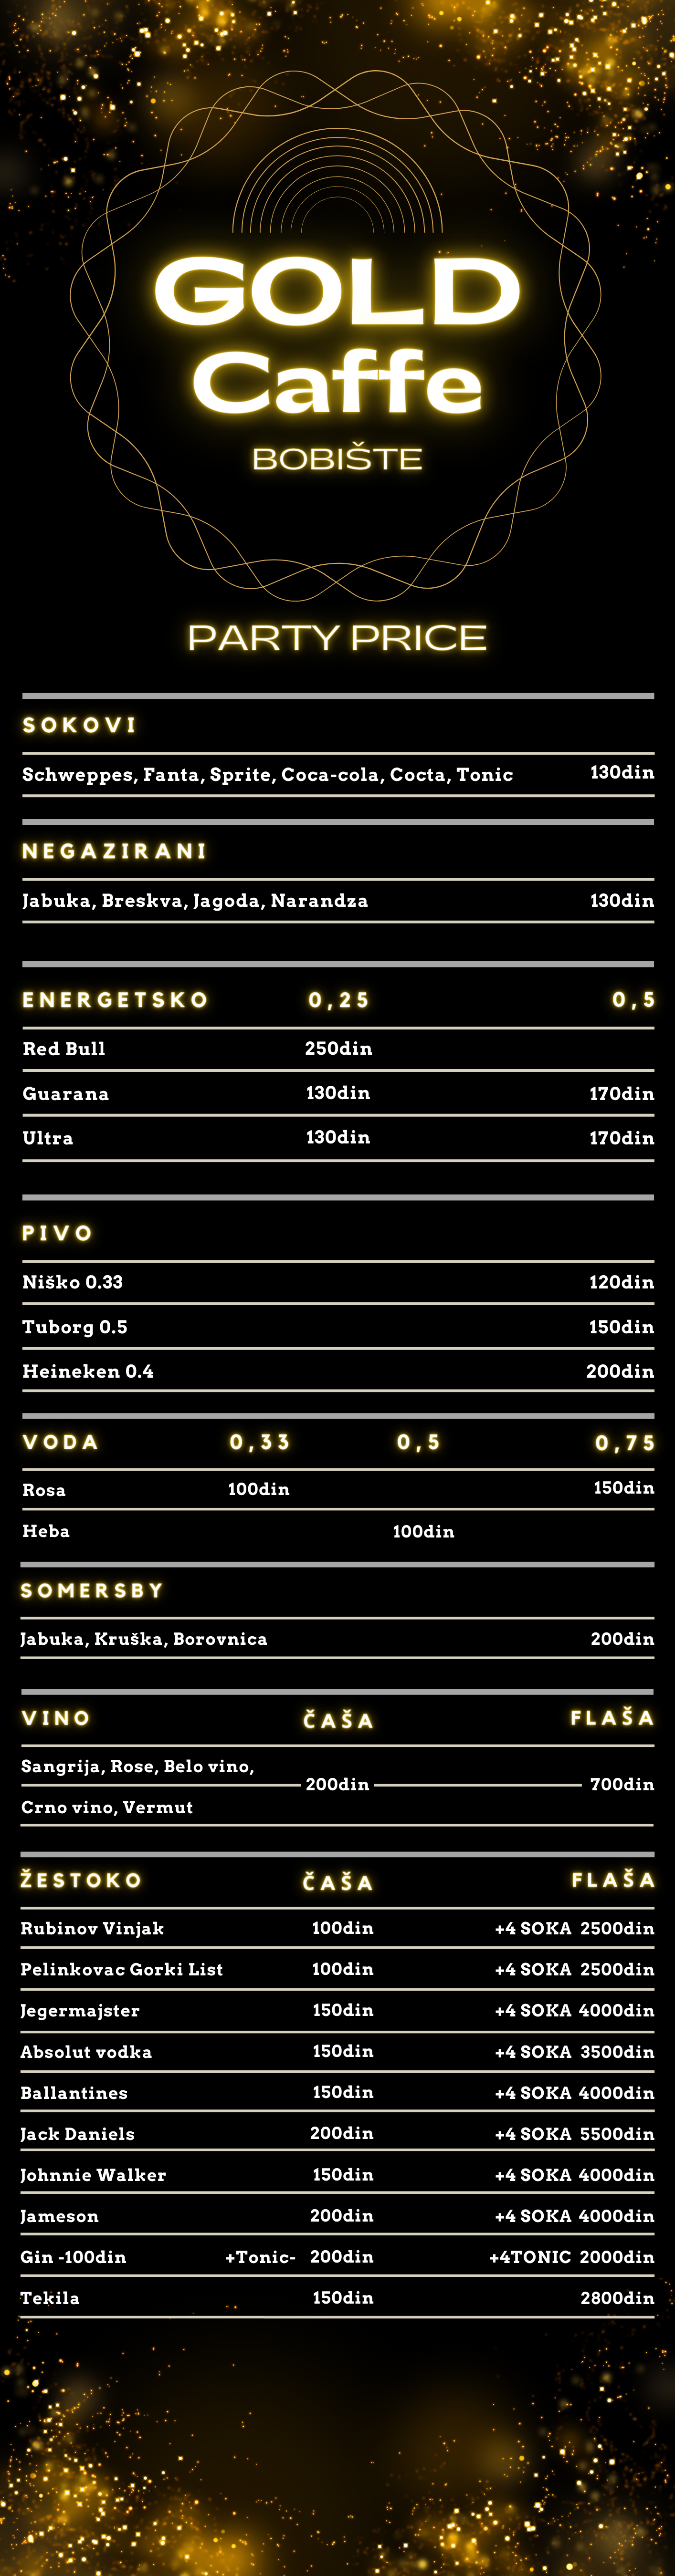 GOLD
Caffe
BOBIŠTE
PARTY PRICE
SOKOVI
Schweppes, Fanta, Sprite, Coca-cola, Cocta, Tonic 130din
NEGAZIRANI
Jabuka, Breskva, Jagoda, Narandza 130din
ENERGETSKO 0,25 0,5
Red Bull 250din
Guarana 130din 170din
Ultra 130din 170din
PIVO
Niško 0.33 120din
Tuborg 0.5 150din
Heineken 0.4 200din
VODA 0,33 0,5 0,75
Rosa 100din 150din
Heba 100din
SOMERSBY
Jabuka, Kruška, Borovnica 200din
VINO ČAŠA FLAŠA
Sangrija, Rose, Belo vino,
200din 700din
Crno vino, Vermut
ŽESTOKO ČAŠA FLAŠA
Rubinov Vinjak 100din +4 SOKA 2500din
Pelinkovac Gorki List 100din +4 SOKA 2500din
Jegermajster 150din +4 SOKA 4000din
Absolut vodka 150din +4 SOKA 3500din
Ballantines 150din +4 SOKA 4000din
Jack Daniels 200din +4 SOKA 5500din
Johnnie Walker 150din +4 SOKA 4000din
Jameson 200din +4 SOKA 4000din
Gin -100din +Tonic- 200din +4TONIC 2000din
Tekila 150din 2800din